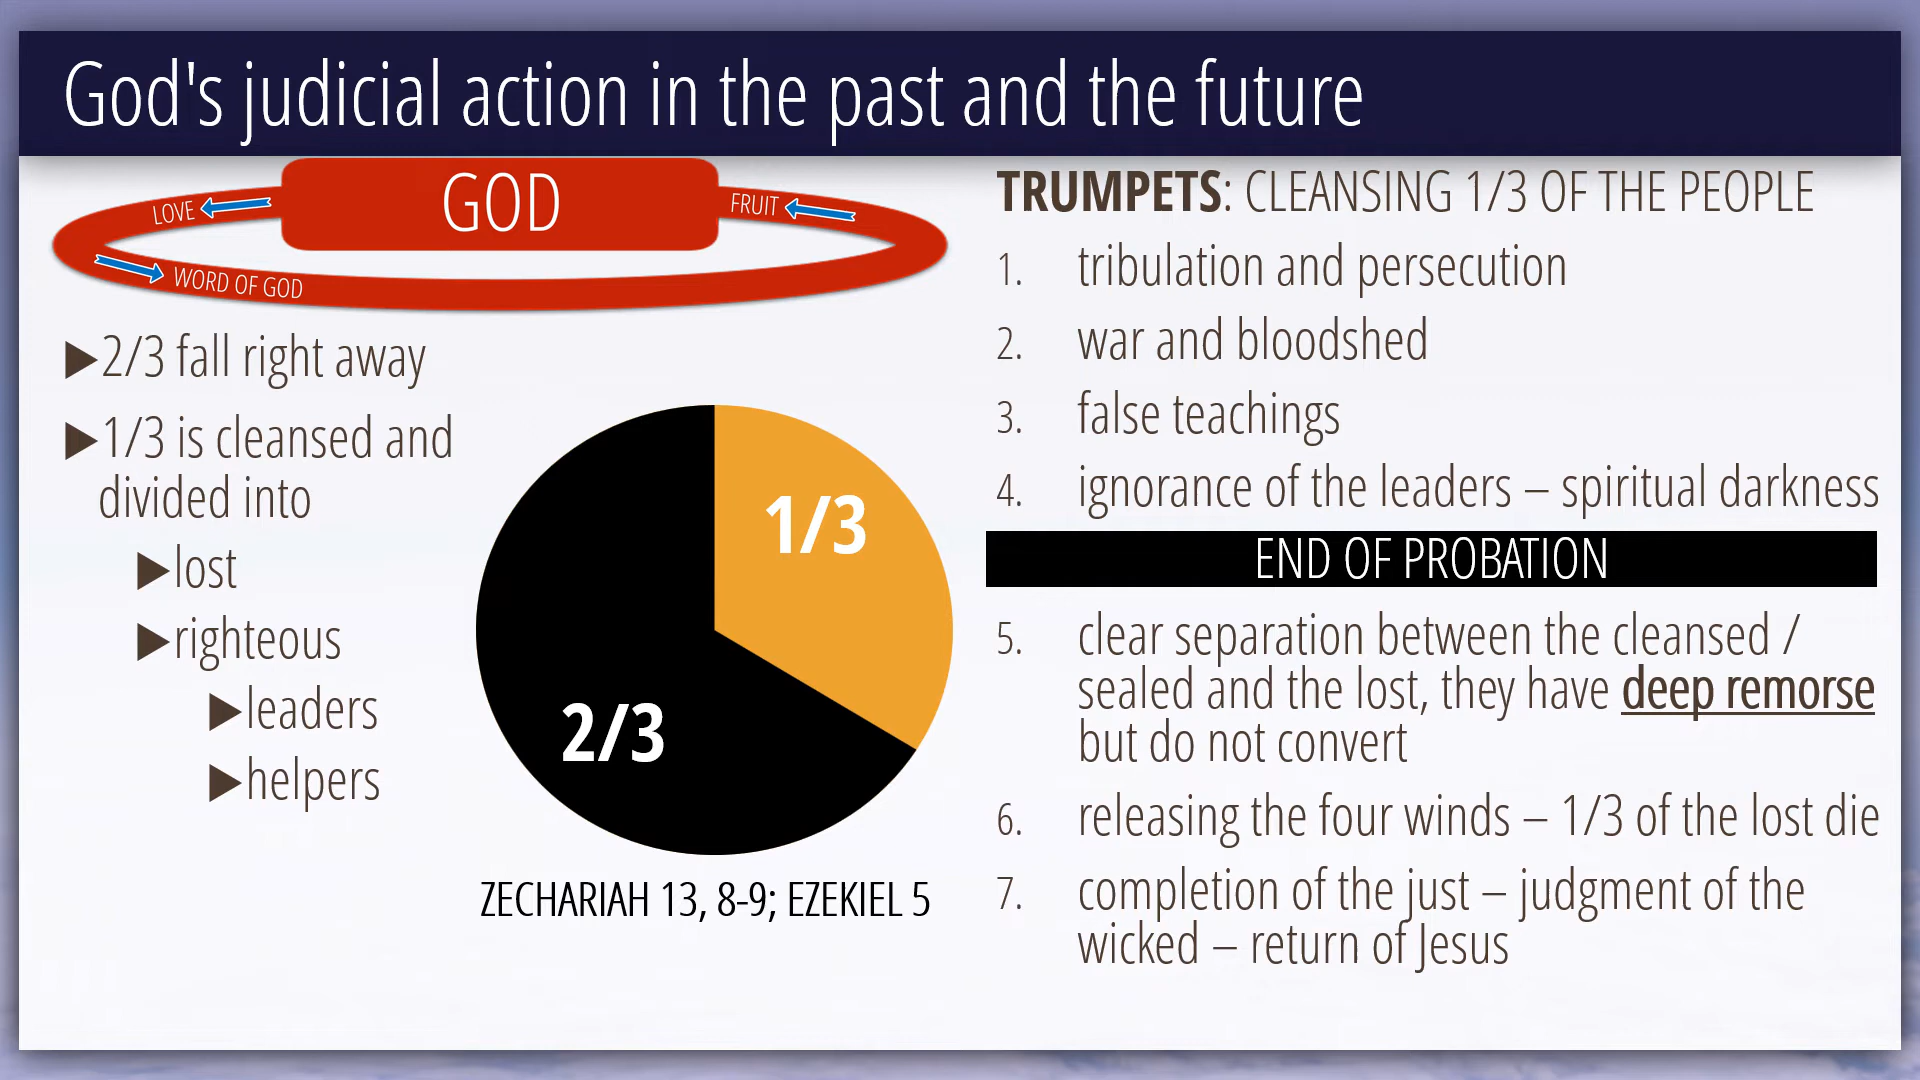 God's judicial action in the past and the future
GOD
LOVE
FRUIT
WORD OF GOD
▶2/3 fall right away
▶1/3 is cleansed and
divided into
▶lost
▶righteous
▶leaders
▶helpers
1/3
2/3
ZECHARIAH 13, 8-9; EZEKIEL 5
TRUMPETS: CLEANSING 1/3 OF THE PEOPLE
1. tribulation and persecution
2. war and bloodshed
3. false teachings
4. ignorance of the leaders – spiritual darkness
END OF PROBATION
5. clear separation between the cleansed /
sealed and the lost, they have deep remorse
but do not convert
6. releasing the four winds – 1/3 of the lost die
7. completion of the just – judgment of the
wicked – return of Jesus